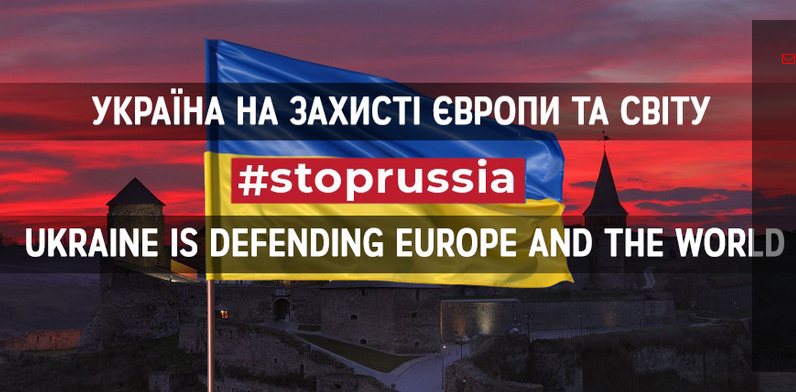 УКРАЇНА НА ЗАХИСТІ ЄВРОПИ ТА СВІТУ
#stoprussia
UKRAINE IS DEFENDING EUROPE AND THE WORLD